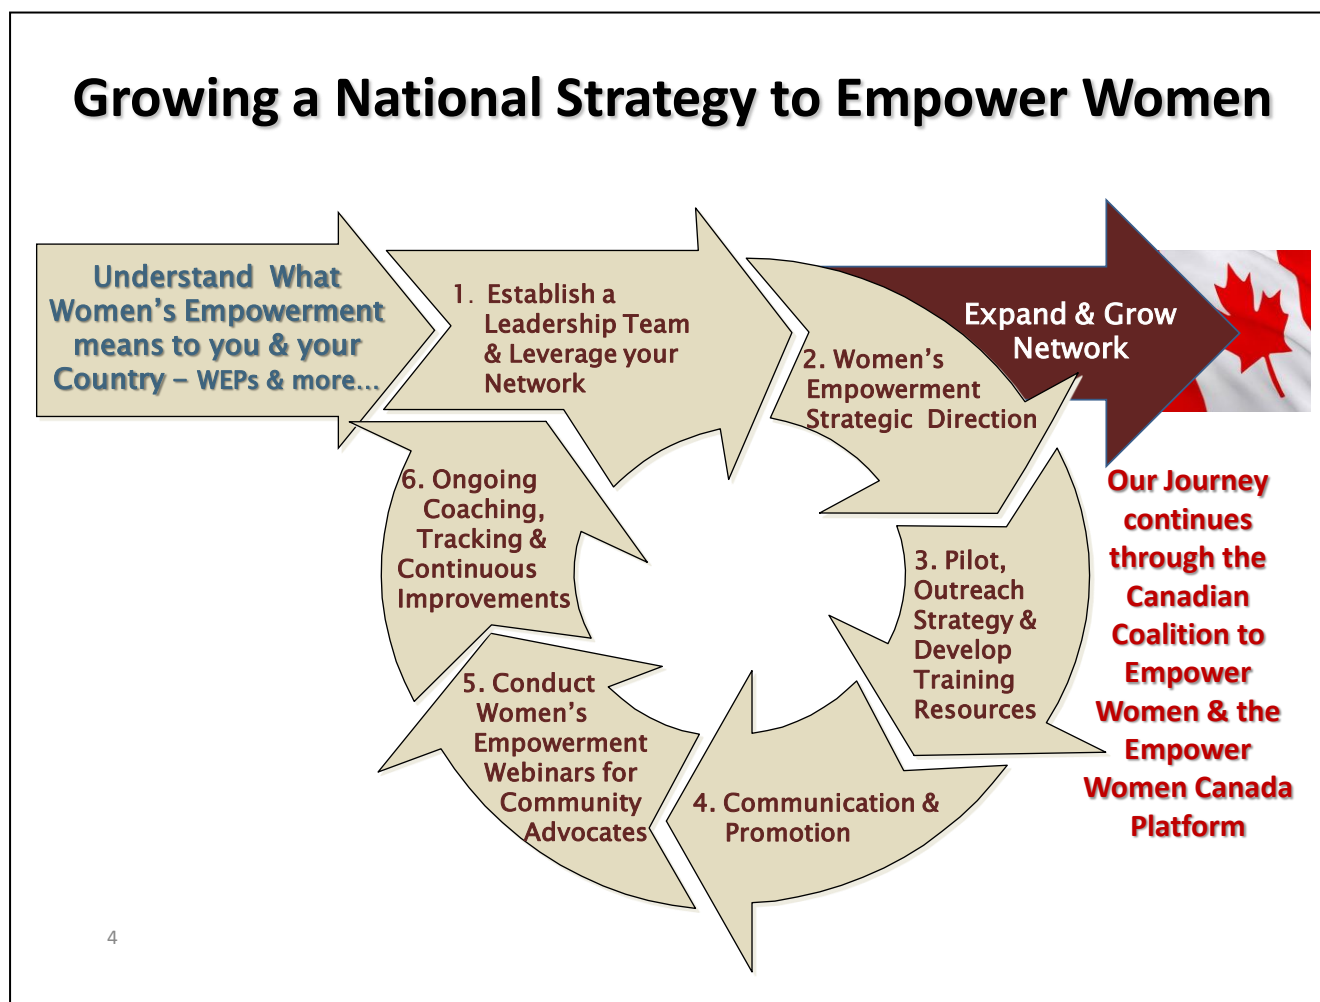 Growing a National Strategy to Empower Women
Understand What
Women's Empowerment
means to you & your
Country – WEPs & more...
1. Establish a
Leadership Team
& Leverage your
Network
2. Women's
Empowerment
Strategic Direction
Expand & Grow
Network
3. Pilot,
Outreach
Strategy &
Develop
Training
Resources
4. Communication &
Promotion
5. Conduct
Women's
Empowerment
Webinars for
Community
Advocates
6. Ongoing
Coaching,
Tracking &
Continuous
Improvements
Our Journey
continues
through the
Canadian
Coalition to
Empower
Women & the
Empower
Women Canada
Platform
4